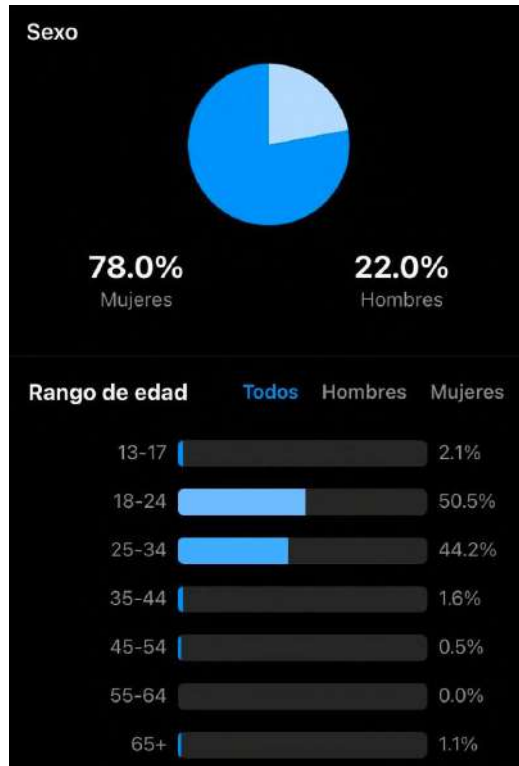 Sexo
78.0% 22.0%
Mujeres Hombres
Rango de edad Todos Hombres Mujeres
13-17 2.1%
18-24 50.5%
25-34 44.2%
35-44 1.6%
45-54 0.5%
55-64 0.0%
65+ 1.1%